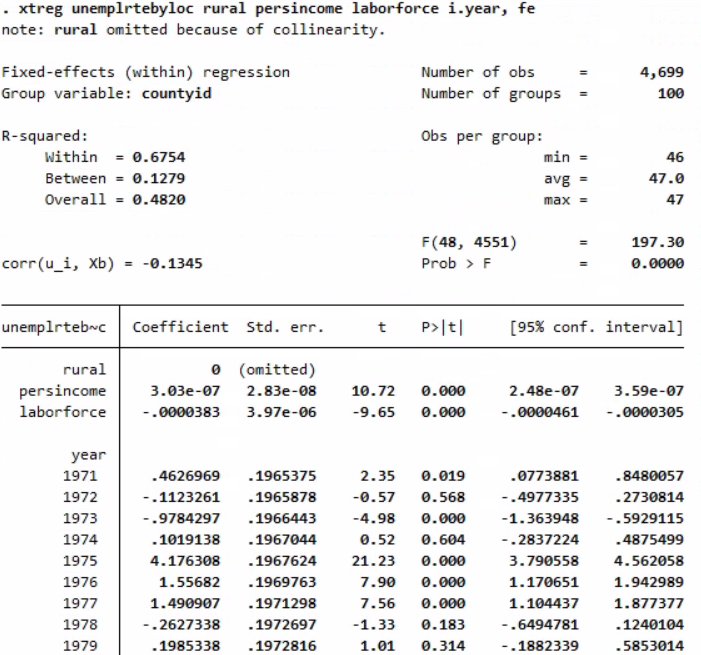 . xtreg unemplrtebyloc rural persincome laborforce i.year, fe
note: rural omitted because of collinearity.
Fixed-effects (within) regression Number of obs = 4,699
Group variable: countyid Number of groups = 100
R-squared: Obs per group:
Within = 0.6754 min = 46
Between = 0.1279 avg = 47.0
Overall = 0.4820 max = 47
F(48, 4551) = 197.30
corr(u_i, Xb) = -0.1345 Prob > F = 0.0000
unemplrteb~c Coefficient Std. err. t P>|t| [95% conf. interval]
rural 0 (omitted)
persincome 3.03e-07 2.83e-08 10.72 0.000 2.48e-07 3.59e-07
laborforce -.0000383 3.97e-06 -9.65 0.000 -.0000461 -.0000305
year
1971 .4626969 .1965375 2.35 0.019 .0773881 .8480057
1972 -.1123261 .1965878 -0.57 0.568 -.4977335 .2730814
1973 -.9784297 .1966443 -4.98 0.000 -1.363948 -.5929115
1974 .1019138 .1967044 0.52 0.604 -.2837224 .4875499
1975 4.176308 .1967624 21.23 0.000 3.790558 4.562058
1976 1.55682 .1969763 7.90 0.000 1.170651 1.942989
1977 1.490907 .1971298 7.56 0.000 1.104437 1.877377
1978 -.2627338 .1972697 -1.33 0.183 -.6494781 .1240104
1979 .1985338 .1972816 1.01 0.314 -.1882339 .5853014